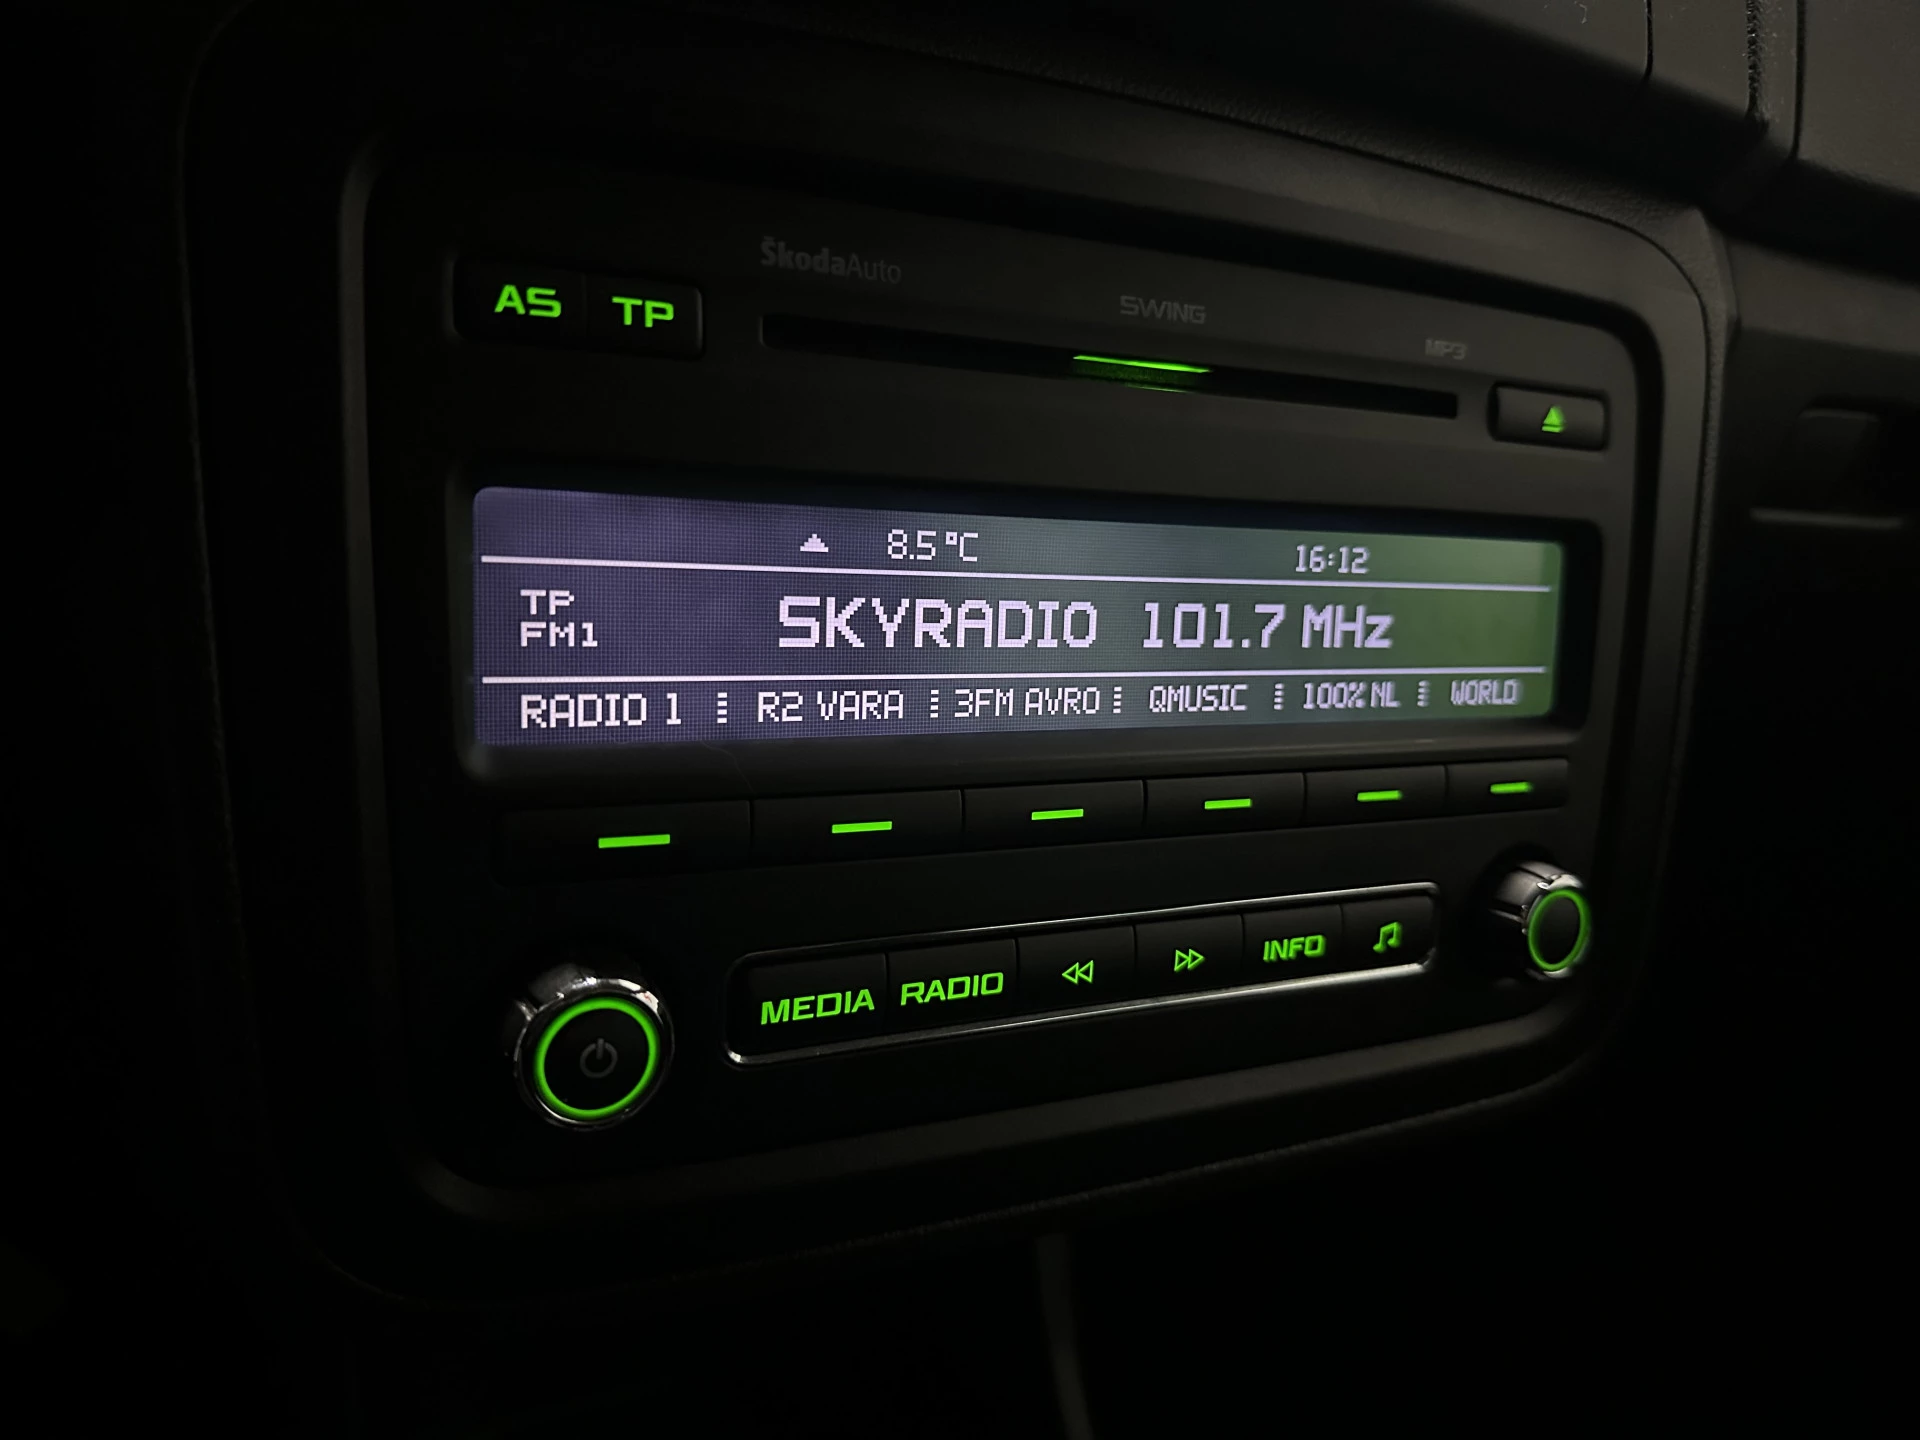 ŠkodaAuto
SWING
MP3
AS TP
8.5°C 16:12
TP
FM1
SKYRADIO 101.7 MHz
RADIO 1 R2 VARA 3FM AVRO QMUSIC 100% NL WORLD
MEDIA RADIO INFO